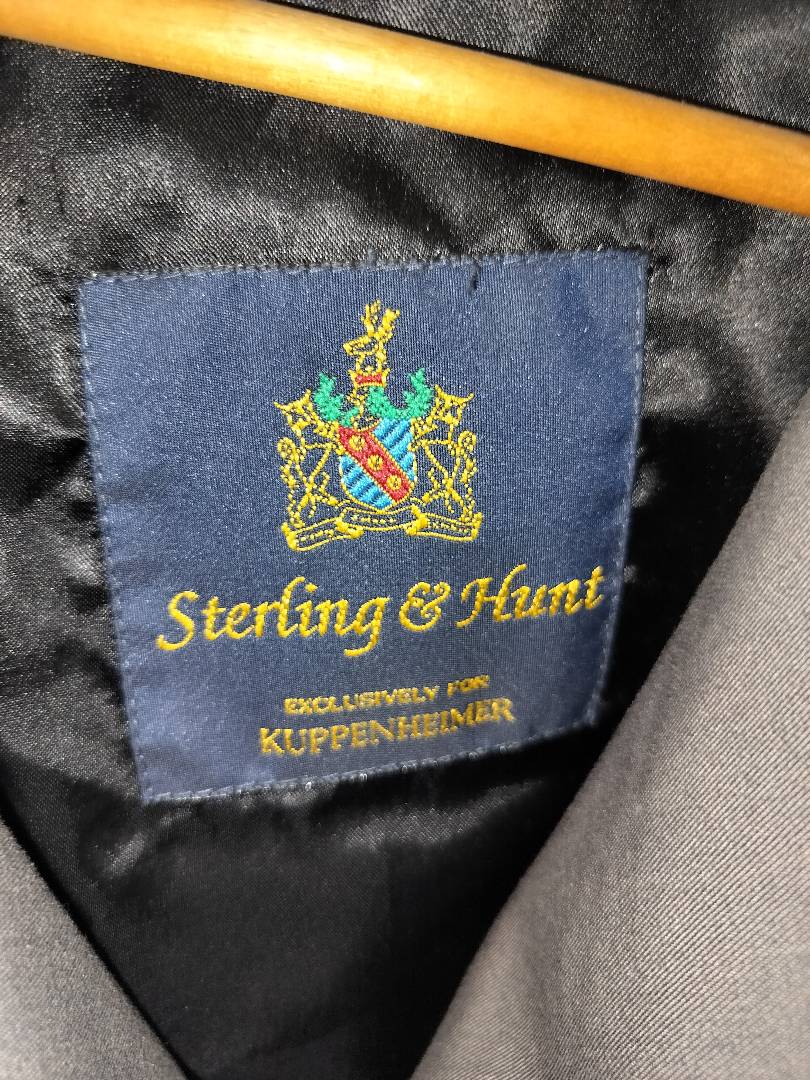 Sterling & Hunt
EXCLUSIVELY FOR
KUPPENHEIMER